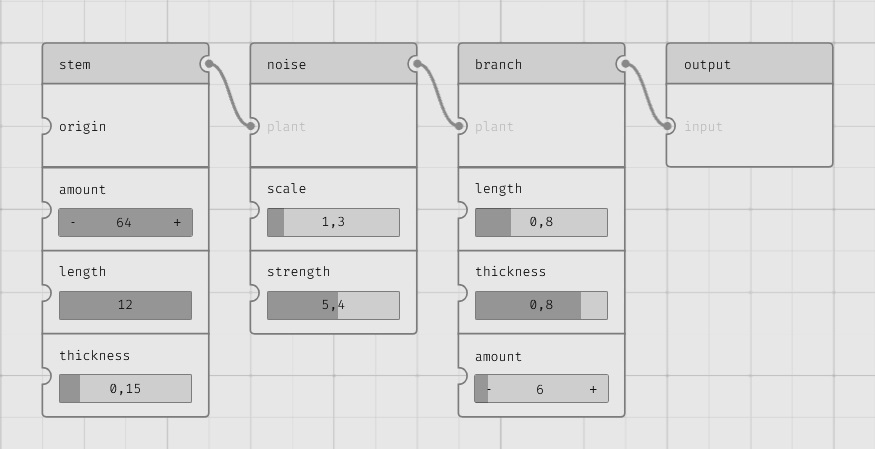 stem
origin
amount
- 64 +
length
12
thickness
0,15
noise
plant
scale
1,3
strength
5,4
branch
plant
length
0,8
thickness
0,8
amount
- 6 +
output
input